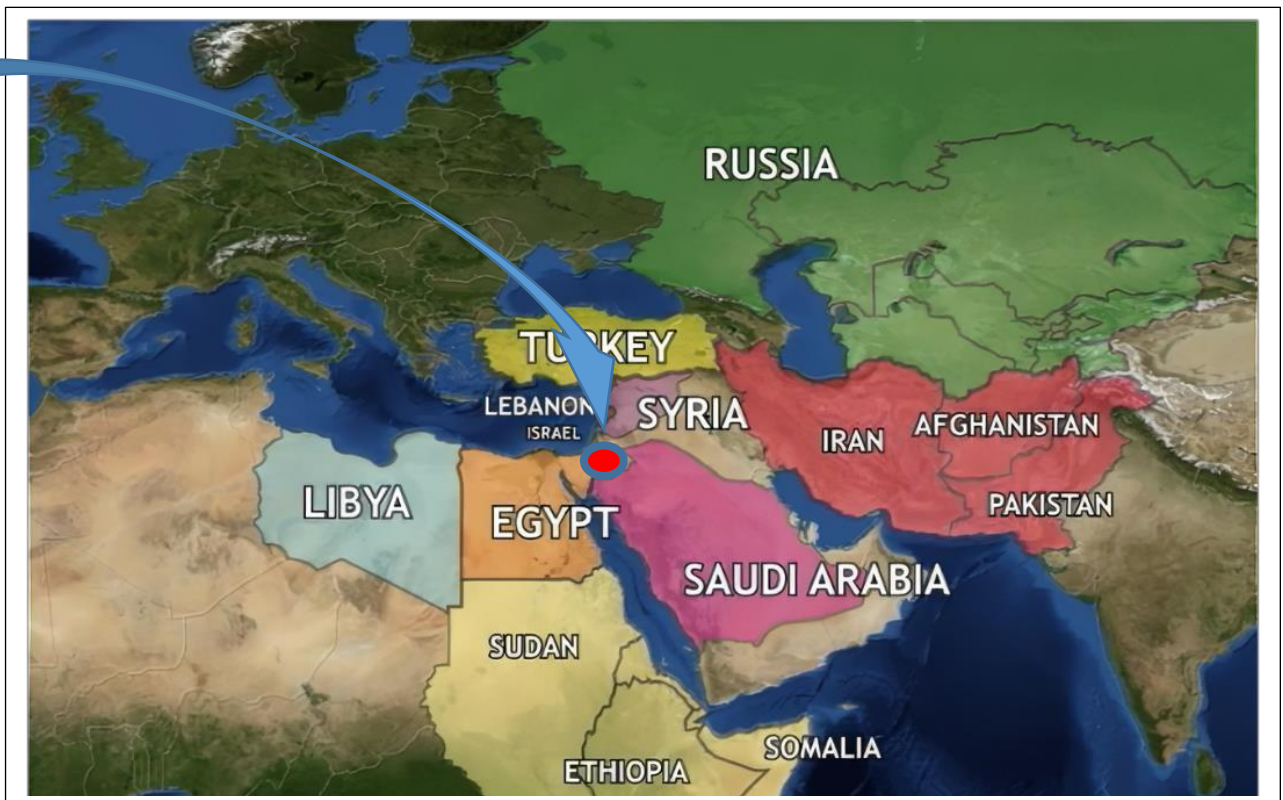 RUSSIA
TURKEY
LEBANON
SYRIA
ISRAEL
IRAN
AFGHANISTAN
LIBYA
EGYPT
PAKISTAN
SAUDI ARABIA
SUDAN
SOMALIA
ETHIOPIA